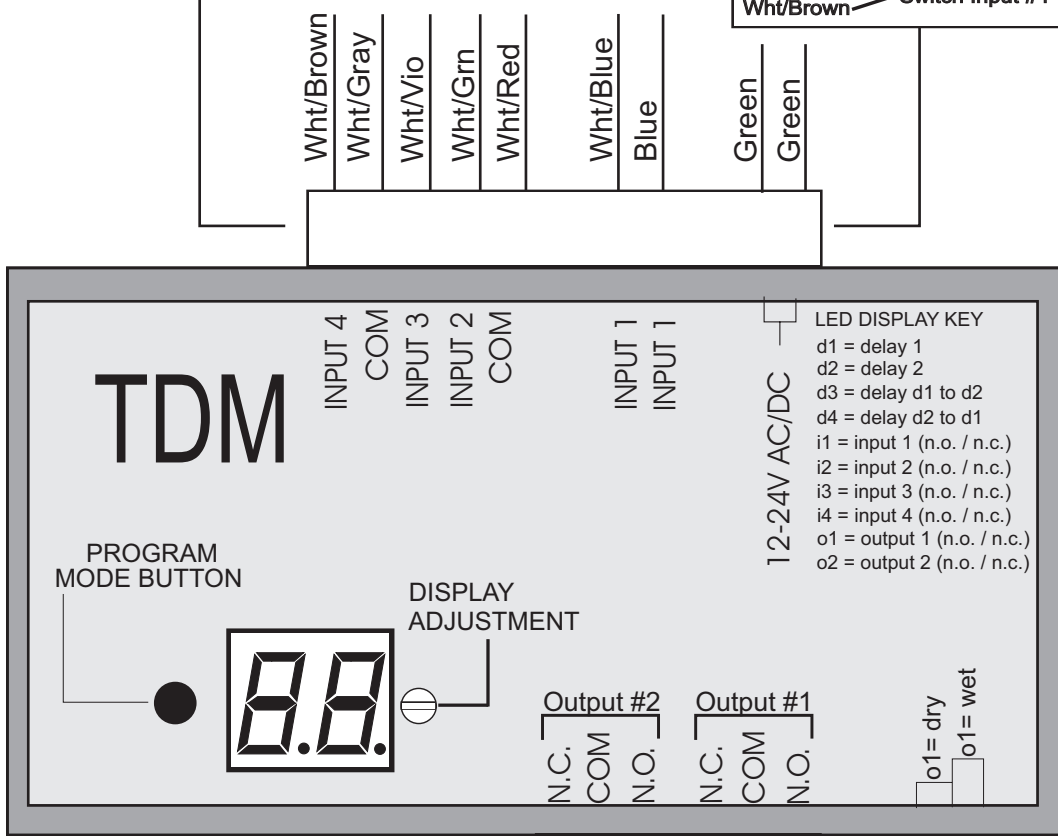 Wht/Brown
Switch Input #1
Wht/Brown
Wht/Gray
Wht/Vio
Wht/Grn
Wht/Red
Wht/Blue
Blue
Green
Green
TDM
INPUT 4
COM
INPUT 3
INPUT 2
COM
INPUT 1
INPUT 1
12-24V AC/DC
LED DISPLAY KEY
d1 = delay 1
d2 = delay 2
d3 = delay d1 to d2
d4 = delay d2 to d1
i1 = input 1 (n.o. / n.c.)
i2 = input 2 (n.o. / n.c.)
i3 = input 3 (n.o. / n.c.)
i4 = input 4 (n.o. / n.c.)
o1 = output 1 (n.o. / n.c.)
o2 = output 2 (n.o. / n.c.)
PROGRAM
MODE BUTTON
8.8.
DISPLAY
ADJUSTMENT
Output #2
N.C.
COM
N.O.
Output #1
N.C.
COM
N.O.
o1= dry
o1= wet